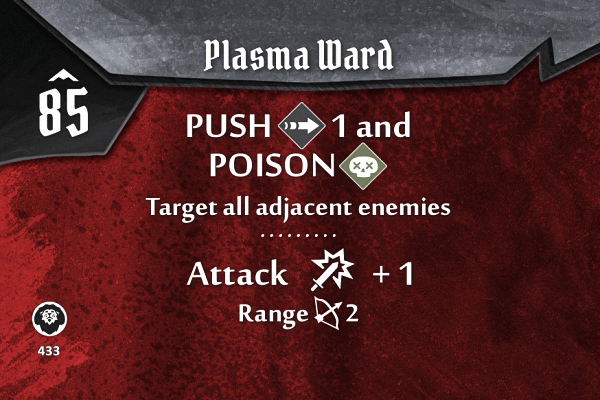 Plasma Ward
85
PUSH 1 and
POISON
Target all adjacent enemies
Attack + 1
Range 2
433